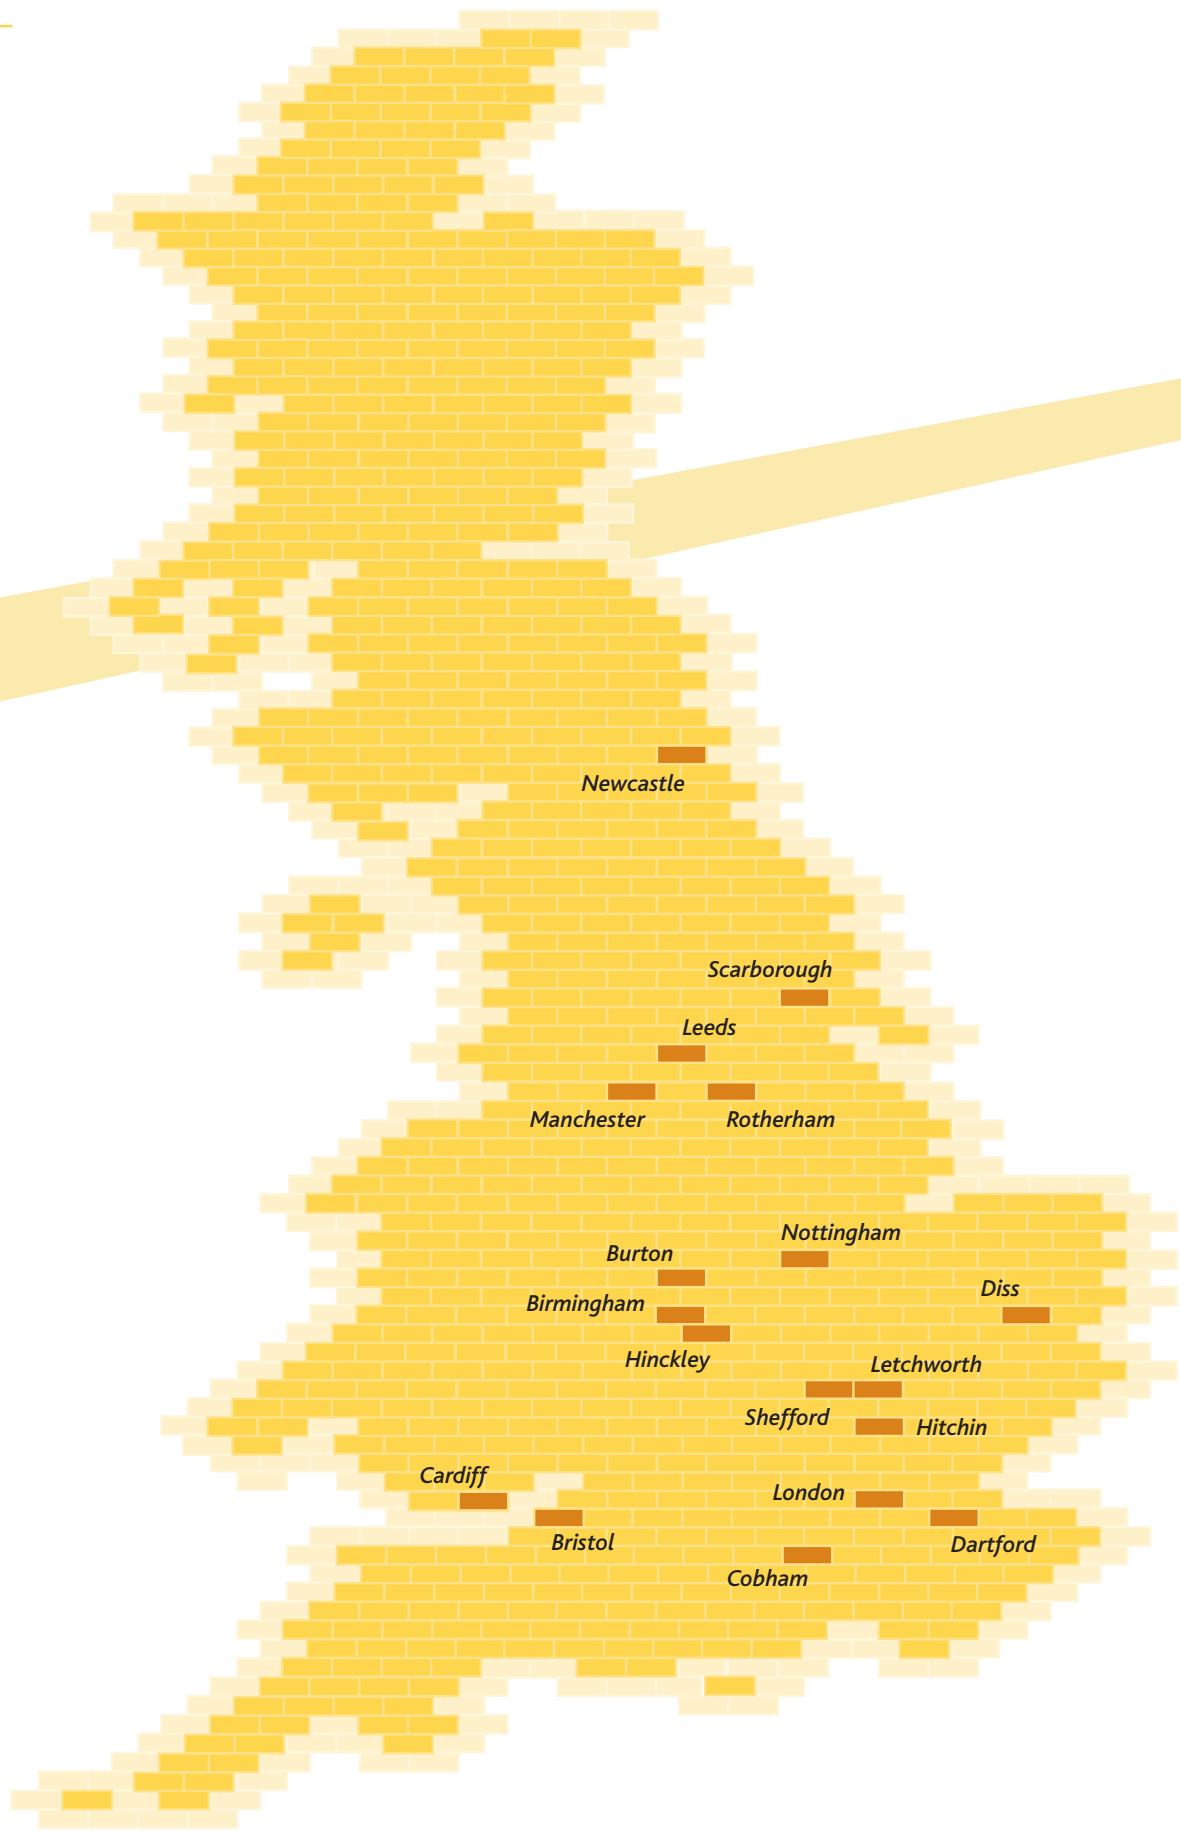 Newcastle
Scarborough
Leeds
Manchester
Rotherham
Nottingham
Burton
Diss
Birmingham
Hinckley
Letchworth
Shefford
Hitchin
Cardiff
London
Bristol
Dartford
Cobham